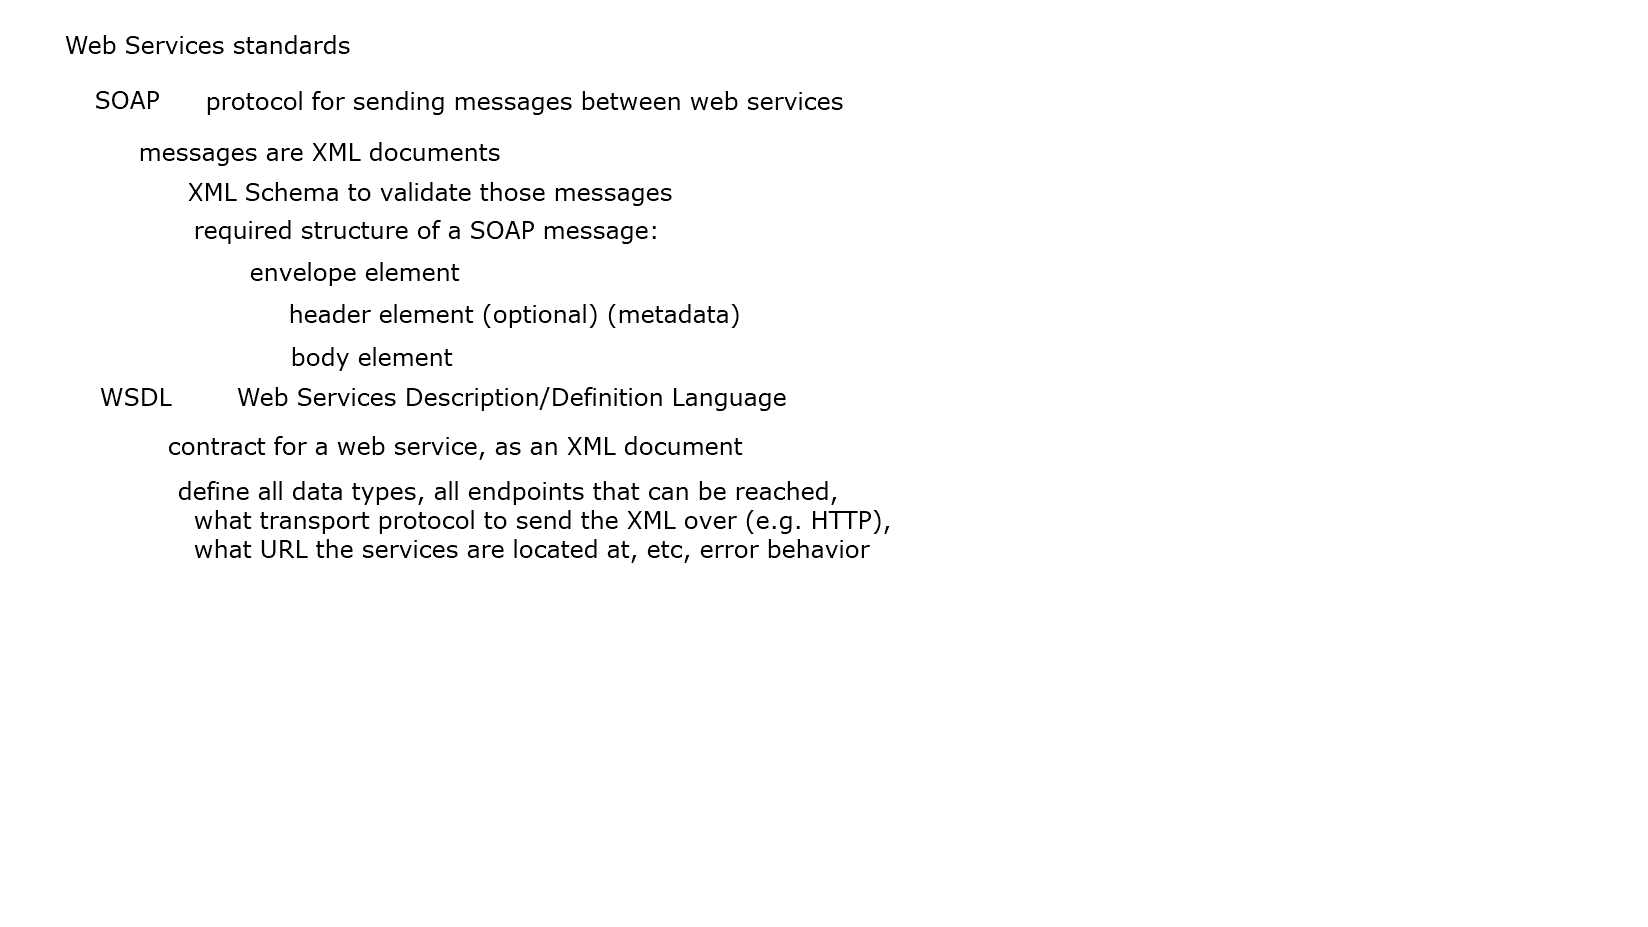 Web Services standards
SOAP protocol for sending messages between web services
messages are XML documents
XML Schema to validate those messages
required structure of a SOAP message:
envelope element
header element (optional) (metadata)
body element
WSDL Web Services Description/Definition Language
contract for a web service, as an XML document
define all data types, all endpoints that can be reached,
what transport protocol to send the XML over (e.g. HTTP),
what URL the services are located at, etc, error behavior